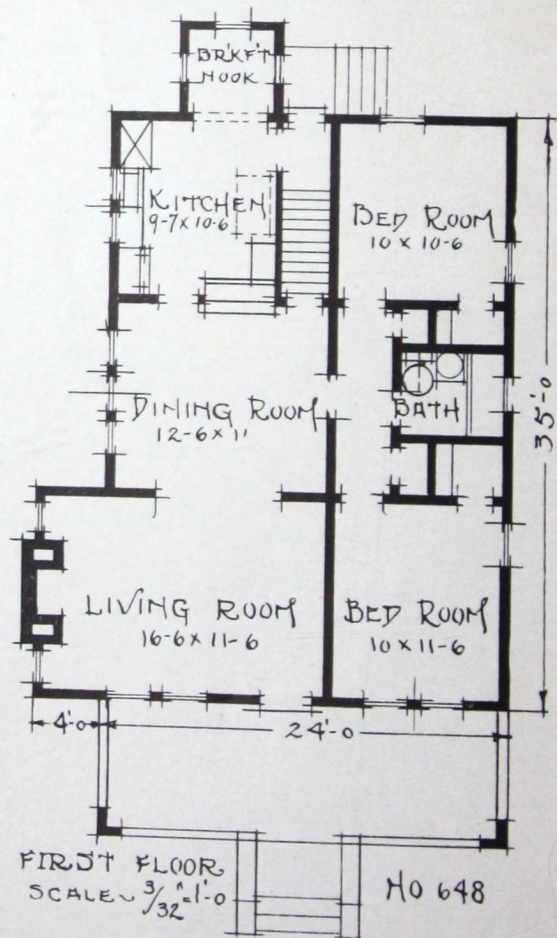 BR'KF'T
NOOK
KITCHEN
9-7 X 10-6
BED ROOM
10 X 10-6
DINING ROOM
12-6 X 11
BATH
35'-0
LIVING ROOM
16-6 X 11-6
BED ROOM
10 X 11-6
4'-0
24'-0
FIRST FLOOR
SCALE ~ 3/32" = 1'-0
NO 648